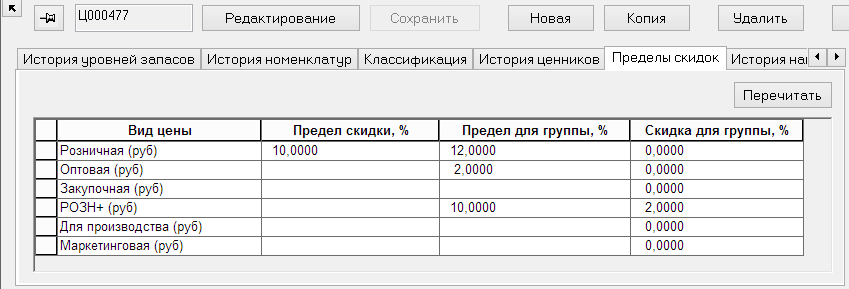 Ц000477 Редактирование Сохранить Новая Копия Удалить
История уровней запасов История номенклатур Классификация История ценников Пределы скидок История на
Перечитать
Вид цены Предел скидки, % Предел для группы, % Скидка для группы, %
Розничная (руб) 10,0000 12,0000 0,0000
Оптовая (руб) 2,0000 0,0000
Закупочная (руб) 0,0000
РОЗН+ (руб) 10,0000 2,0000
Для производства (руб) 0,0000
Маркетинговая (руб) 0,0000